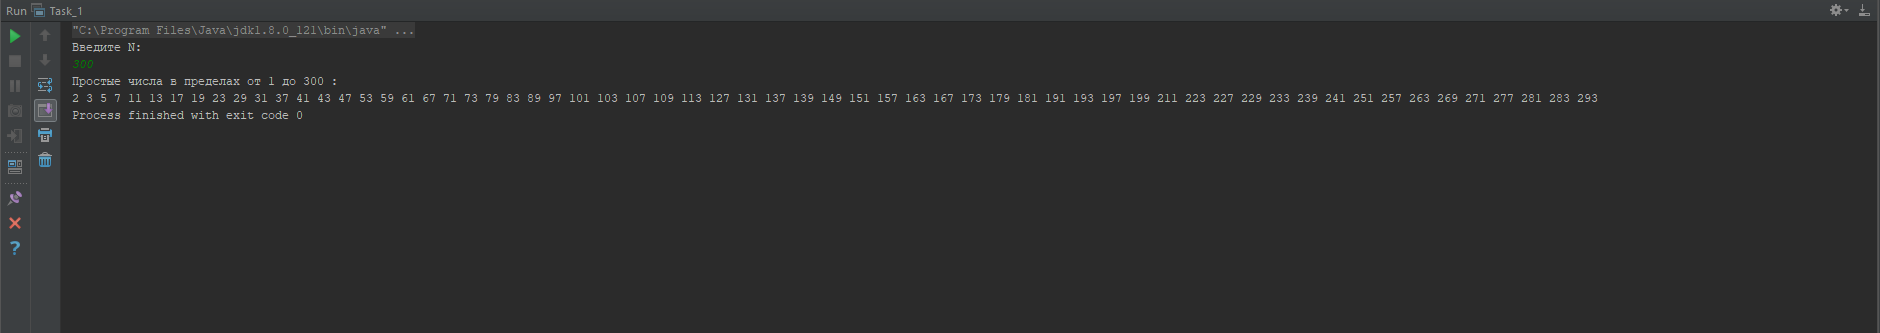 Run Task_1
"C:\Program Files\Java\jdk1.8.0_121\bin\java" ...
Введите N:
300
Простые числа в пределах от 1 до 300 :
2 3 5 7 11 13 17 19 23 29 31 37 41 43 47 53 59 61 67 71 73 79 83 89 97 101 103 107 109 113 127 131 137 139 149 151 157 163 167 173 179 181 191 193 197 199 211 223 227 229 233 239 241 251 257 263 269 271 277 281 283 293
Process finished with exit code 0